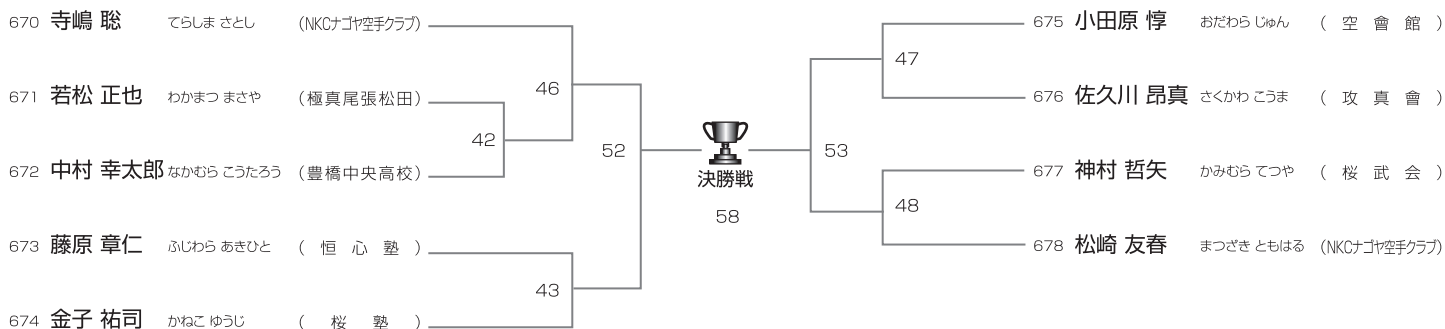 670 寺嶋 聡 てらしま さとし （NKCナゴヤ空手クラブ）
671 若松 正也 わかまつ まさや （極真尾張松田）
672 中村 幸太郎 なかむら こうたろう （豊橋中央高校）
673 藤原 章仁 ふじわら あきひと （恒心塾）
674 金子 祐司 かねこ ゆうじ （桜塾）
46
42
52
43
決勝戦
58
47
53
48
675 小田原 惇 おだわら じゅん （空會館）
676 佐久川 昂真 さくかわ こうま （攻真會）
677 神村 哲矢 かみむら てつや （桜武会）
678 松崎 友春 まつざき ともはる （NKCナゴヤ空手クラブ）